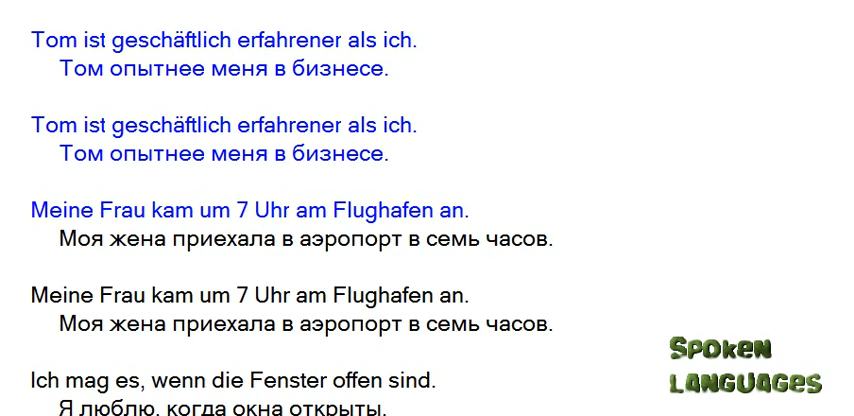 Tom ist geschäftlich erfahrener als ich.
Том опытнее меня в бизнесе.
Tom ist geschäftlich erfahrener als ich.
Том опытнее меня в бизнесе.
Meine Frau kam um 7 Uhr am Flughafen an.
Моя жена приехала в аэропорт в семь часов.
Meine Frau kam um 7 Uhr am Flughafen an.
Моя жена приехала в аэропорт в семь часов.
Ich mag es, wenn die Fenster offen sind.
Я люблю, когда окна открыты.
Spoken
Languages